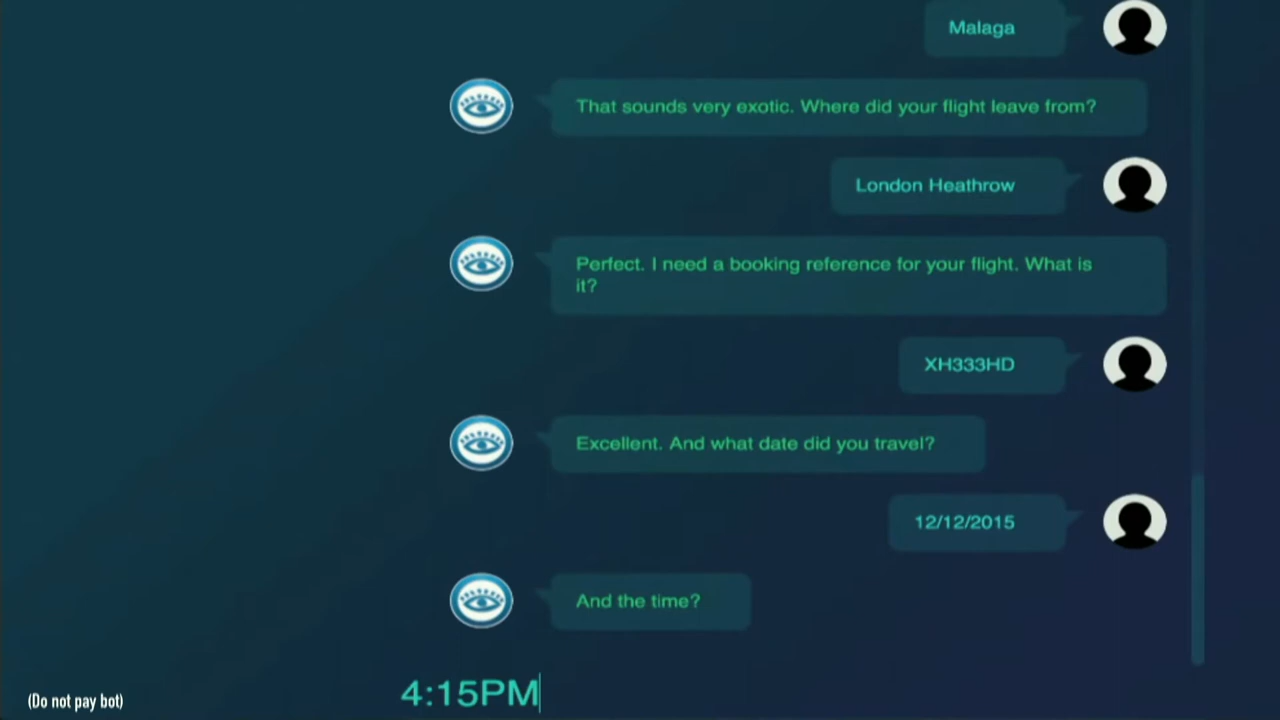 Malaga
That sounds very exotic. Where did your flight leave from?
London Heathrow
Perfect. I need a booking reference for your flight. What is
it?
XH333HD
Excellent. And what date did you travel?
12/12/2015
And the time?
4:15PM
(Do not pay bot)